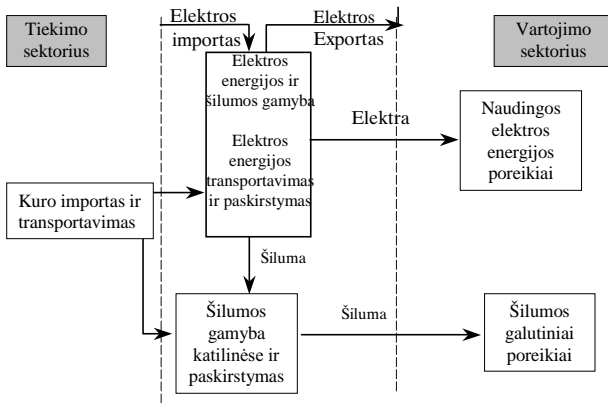 Tiekimo
sektorius
Elektros
importas
Elektros
Exportas
Vartojimo
sektorius
Elektros
energijos ir
šilumos gamyba
Elektros
energijos
transportavimas
ir paskirstymas
Elektra
Naudingos
elektros
energijos
poreikiai
Kuro importas ir
transportavimas
Šiluma
Šilumos
gamyba
katilinėse ir
paskirstymas
Šiluma
Šilumos
galutiniai
poreikiai